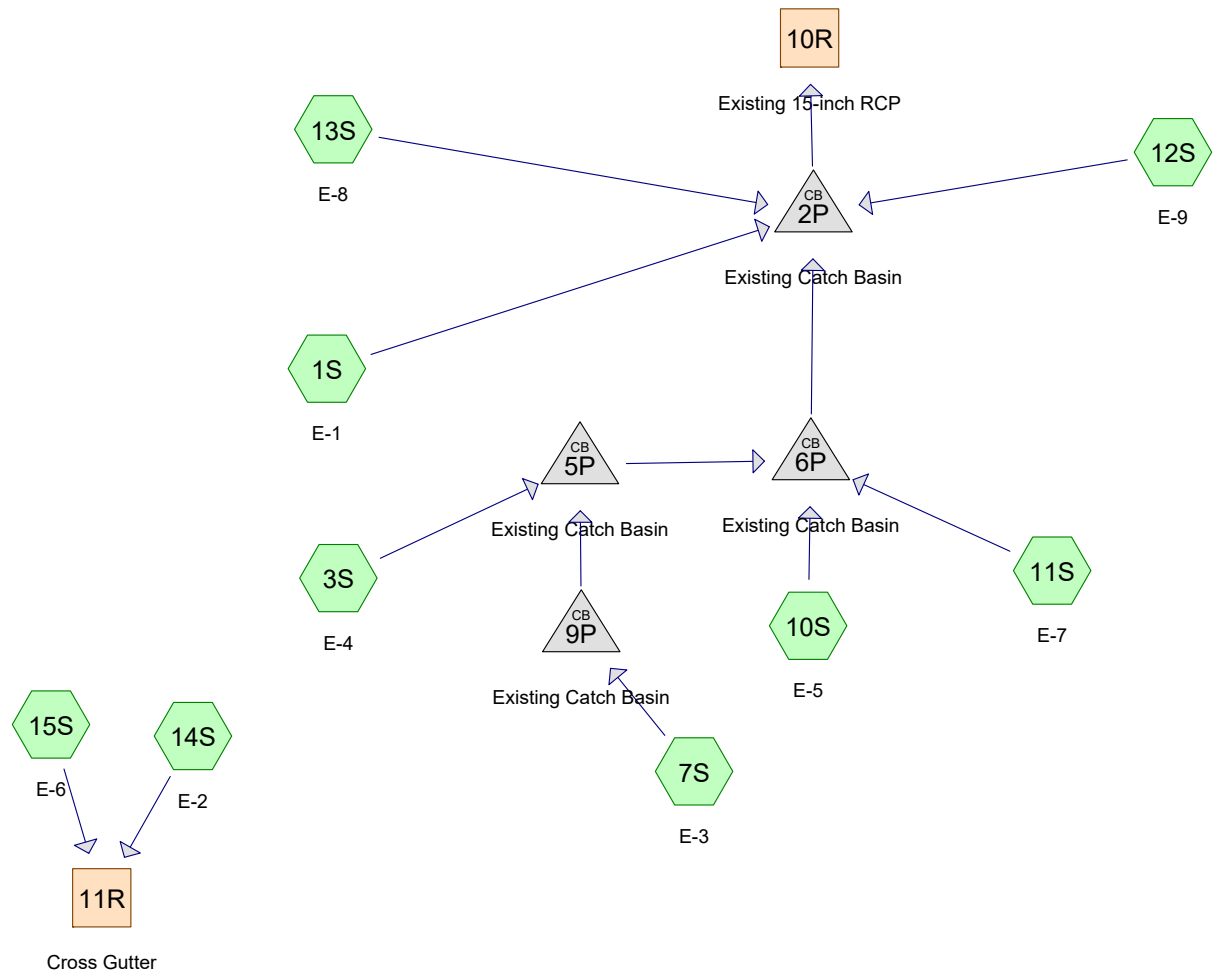 10R
Existing 15-inch RCP
13S
E-8
12S
E-9
CB
2P
Existing Catch Basin
1S
E-1
CB
5P
Existing Catch Basin
CB
6P
Existing Catch Basin
3S
E-4
11S
E-7
CB
9P
Existing Catch Basin
10S
E-5
15S
E-6
14S
E-2
7S
E-3
11R
Cross Gutter